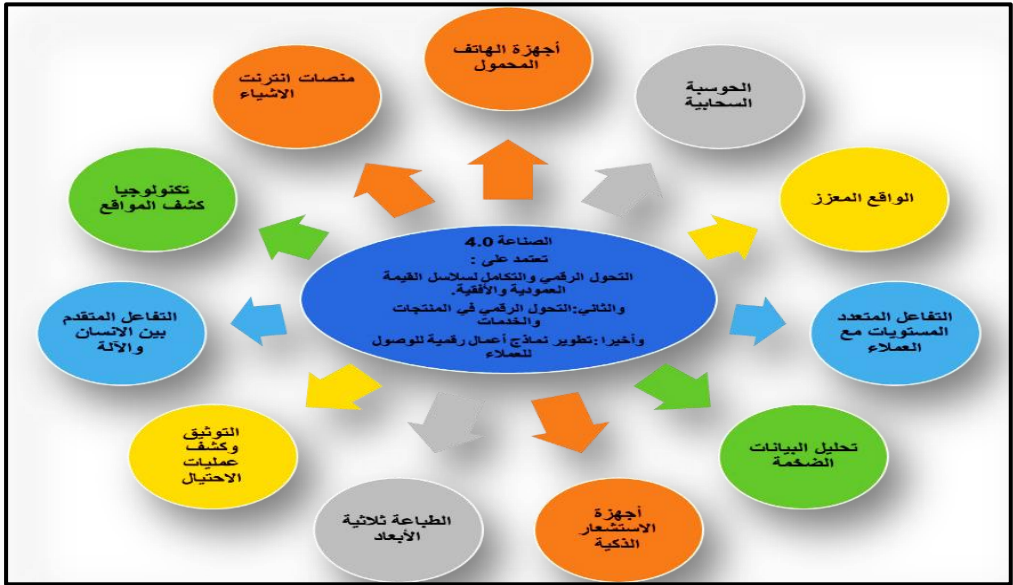 أجهزة الهاتف
المحمول
الحوسبة
السحابية
الواقع المعزز
التفاعل المتعدد
المستويات مع
العملاء
تحليل البيانات
الضخمة
أجهزة
الاستشعار
الذكية
الطباعة ثلاثية
الأبعاد
التوثيق
وكشف
عمليات
الاحتيال
التفاعل المتقدم
بين الانسان
والآلة
تكنولوجيا
كشف المواقع
منصات انترنت
الاشياء
الصناعة 4.0
تعتمد على :
التحول الرقمي والتكامل لسلاسل القيمة
العمودية والأفقية.
والثاني:التحول الرقمي في المنتجات
والخدمات
وأخيرا :تطوير نماذج أعمال رقمية للوصول
للعملاء